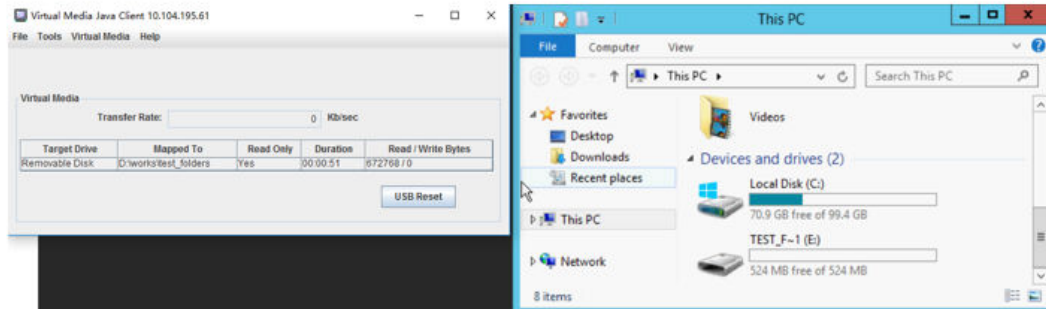 Virtual Media Java Client 10.104.195.61
File Tools Virtual Media Help
Virtual Media
Transfer Rate: 0 Kb/sec
Target Drive Mapped To Read Only Duration Read / Write Bytes
Removable Disk D:\works\test_folders Yes 00:00:51 672768 / 0
USB Reset
This PC
File Computer View
This PC Search This PC
Favorites
Desktop
Downloads
Recent places
This PC
Network
Videos
Devices and drives (2)
Local Disk (C:)
70.9 GB free of 99.4 GB
TEST_F~1 (E:)
524 MB free of 524 MB
8 items